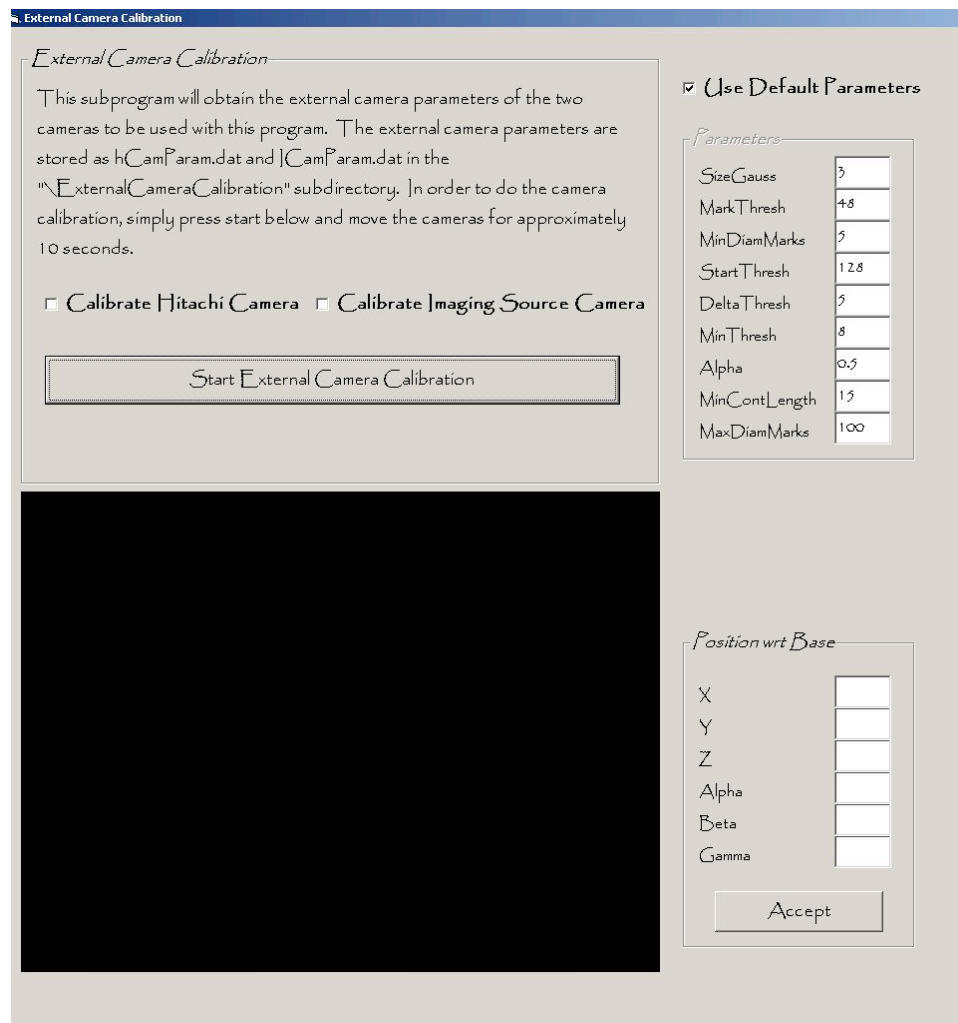 External Camera Calibration
External Camera Calibration
This subprogram will obtain the external camera parameters of the two
cameras to be used with this program. The external camera parameters are
stored as hCamParam.dat and ICamParam.dat in the
"\ExternalCameraCalibration" subdirectory. In order to do the camera
calibration, simply press start below and move the cameras for approximately
10 seconds.
Calibrate Hitachi Camera
Calibrate Imaging Source Camera
Start External Camera Calibration
Use Default Parameters
Parameters
SizeGauss 3
MarkThresh 48
MinDiamMarks 5
StartThresh 128
DeltaThresh 5
MinThresh 8
Alpha 0.5
MinContLength 15
MaxDiamMarks 100
Position wrt Base
X
Y
Z
Alpha
Beta
Gamma
Accept